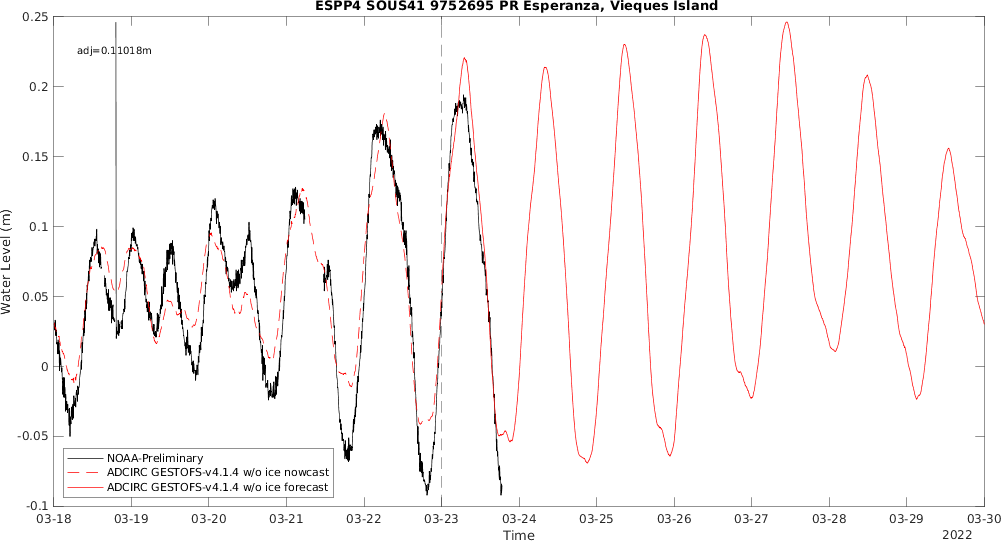 ESPP4 SOUS41 9752695 PR Esperanza, Vieques Island
0.25
adj=0.11018m
0.2
0.15
0.1
0.05
0
-0.05
-0.1
Water Level (m)
NOAA-Preliminary
ADCIRC GESTOFS-v4.1.4 w/o ice nowcast
ADCIRC GESTOFS-v4.1.4 w/o ice forecast
03-18 03-19 03-20 03-21 03-22 03-23 03-24 03-25 03-26 03-27 03-28 03-29 03-30
Time
2022